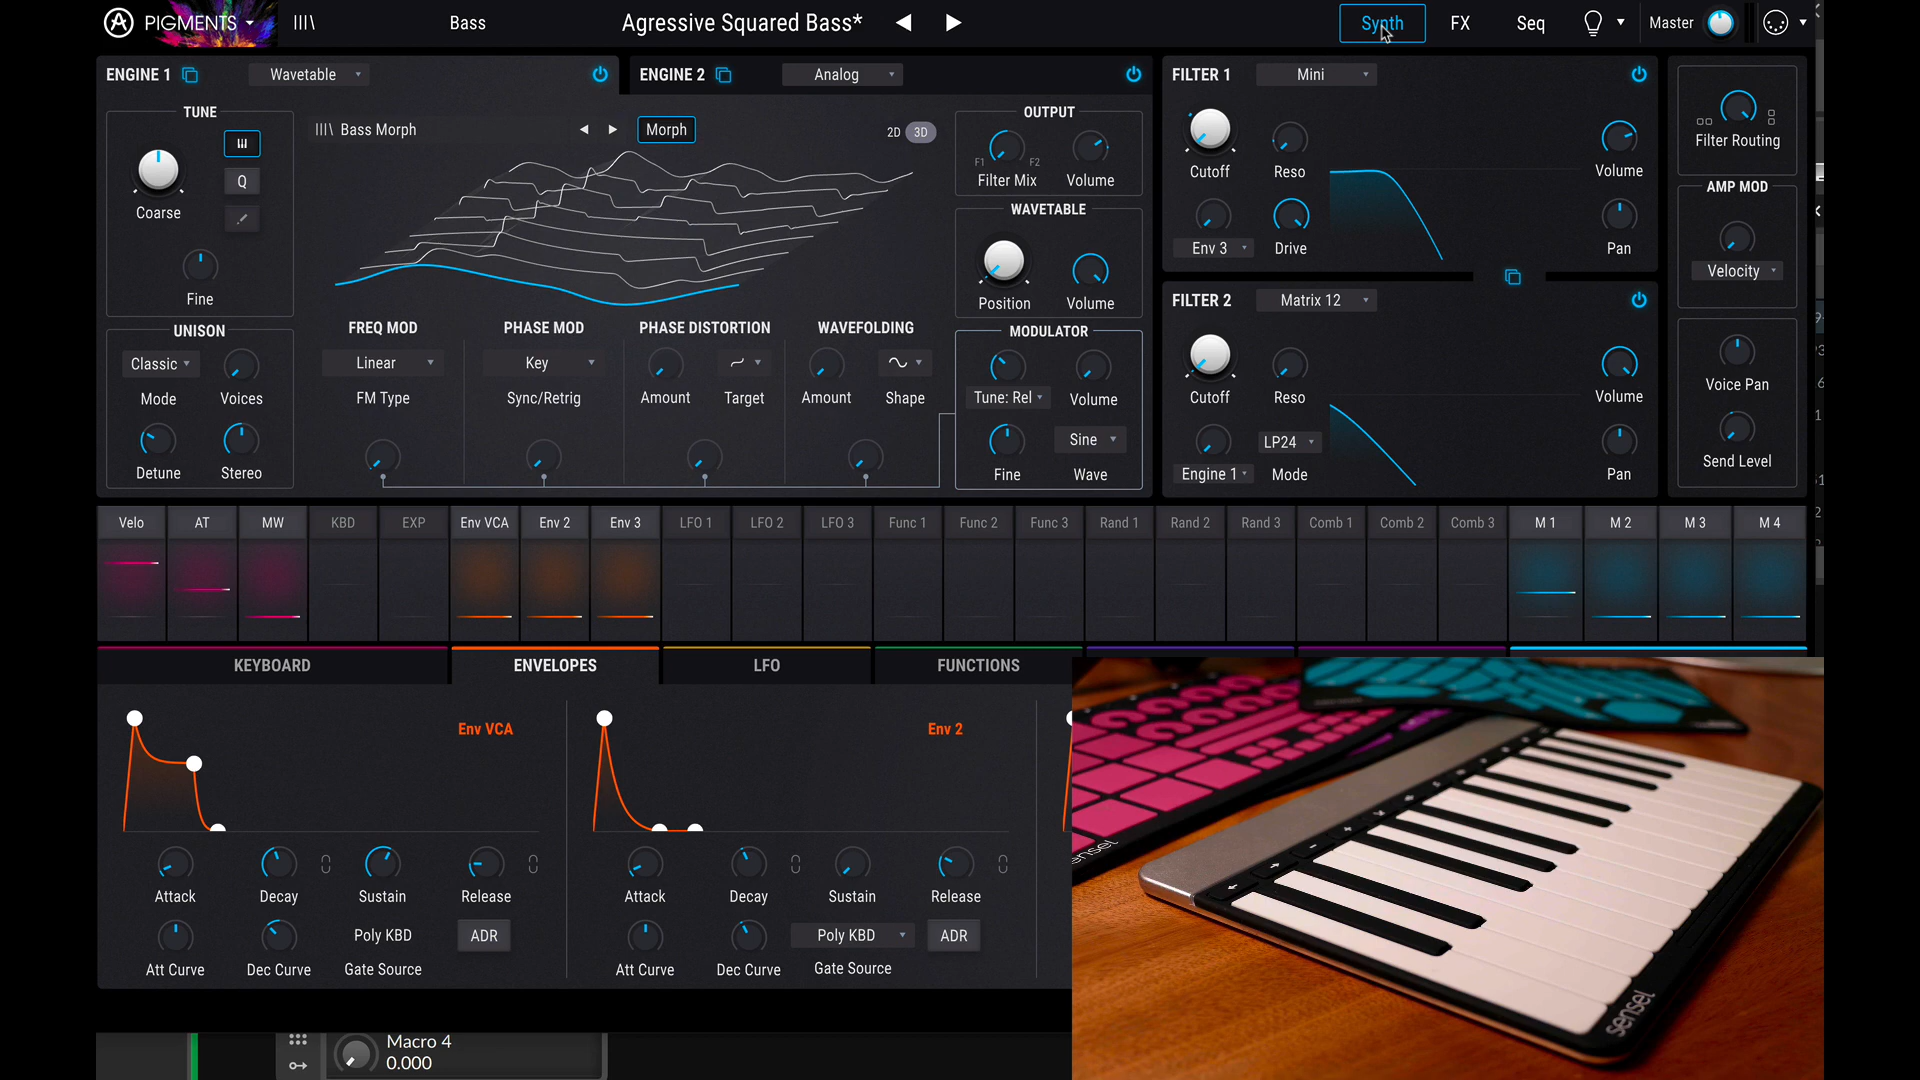 PIGMENTS
Bass
Agressive Squared Bass*
Synth
FX
Seq
Master
ENGINE 1
Wavetable
ENGINE 2
Analog
FILTER 1
Mini
TUNE
Coarse
Q
Fine
Bass Morph
Morph
2D
3D
OUTPUT
F1
F2
Filter Mix
Volume
WAVETABLE
Position
Volume
Cutoff
Reso
Volume
Env 3
Drive
Pan
Filter Routing
AMP MOD
Velocity
Voice Pan
Send Level
FILTER 2
Matrix 12
Cutoff
Reso
Volume
Engine 1
LP24
Mode
Pan
UNISON
Classic
Mode
Voices
Detune
Stereo
FREQ MOD
Linear
FM Type
PHASE MOD
Key
Sync/Retrig
PHASE DISTORTION
Amount
Target
WAVEFOLDING
Amount
Shape
MODULATOR
Tune: Rel
Volume
Fine
Sine
Wave
Velo
AT
MW
KBD
EXP
Env VCA
Env 2
Env 3
LFO 1
LFO 2
LFO 3
Func 1
Func 2
Func 3
Rand 1
Rand 2
Rand 3
Comb 1
Comb 2
Comb 3
M 1
M 2
M 3
M 4
KEYBOARD
ENVELOPES
LFO
FUNCTIONS
Env VCA
Attack
Decay
Sustain
Release
Att Curve
Dec Curve
Poly KBD
Gate Source
ADR
Env 2
Attack
Decay
Sustain
Release
Att Curve
Dec Curve
Poly KBD
Gate Source
ADR
sensel
sensel
Macro 4
0.000